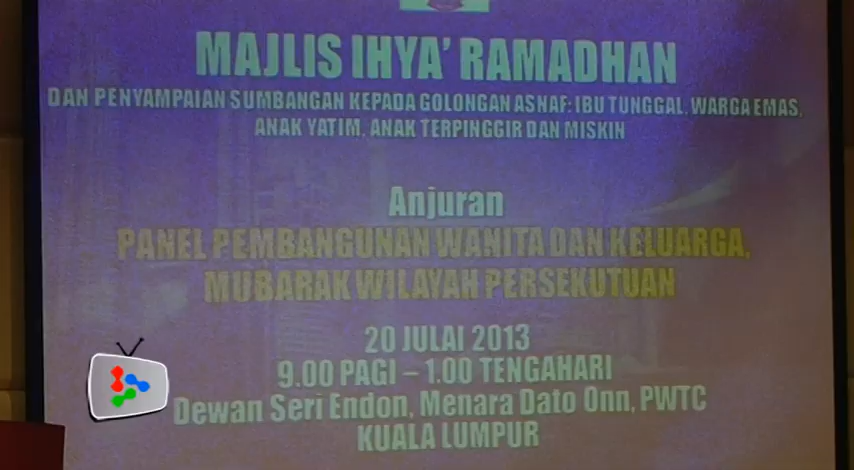 MAJLIS IHYA' RAMADHAN
DAN PENYAMPAIAN SUMBANGAN KEPADA GOLONGAN ASNAF: IBU TUNGGAL, WARGA EMAS,
ANAK YATIM, ANAK TERPINGGIR DAN MISKIN
Anjuran
PANEL PEMBANGUNAN WANITA DAN KELUARGA,
MUBARAK WILAYAH PERSEKUTUAN
20 JULAI 2013
9.00 PAGI – 1.00 TENGAHARI
Dewan Seri Endon, Menara Dato Onn, PWTC
KUALA LUMPUR